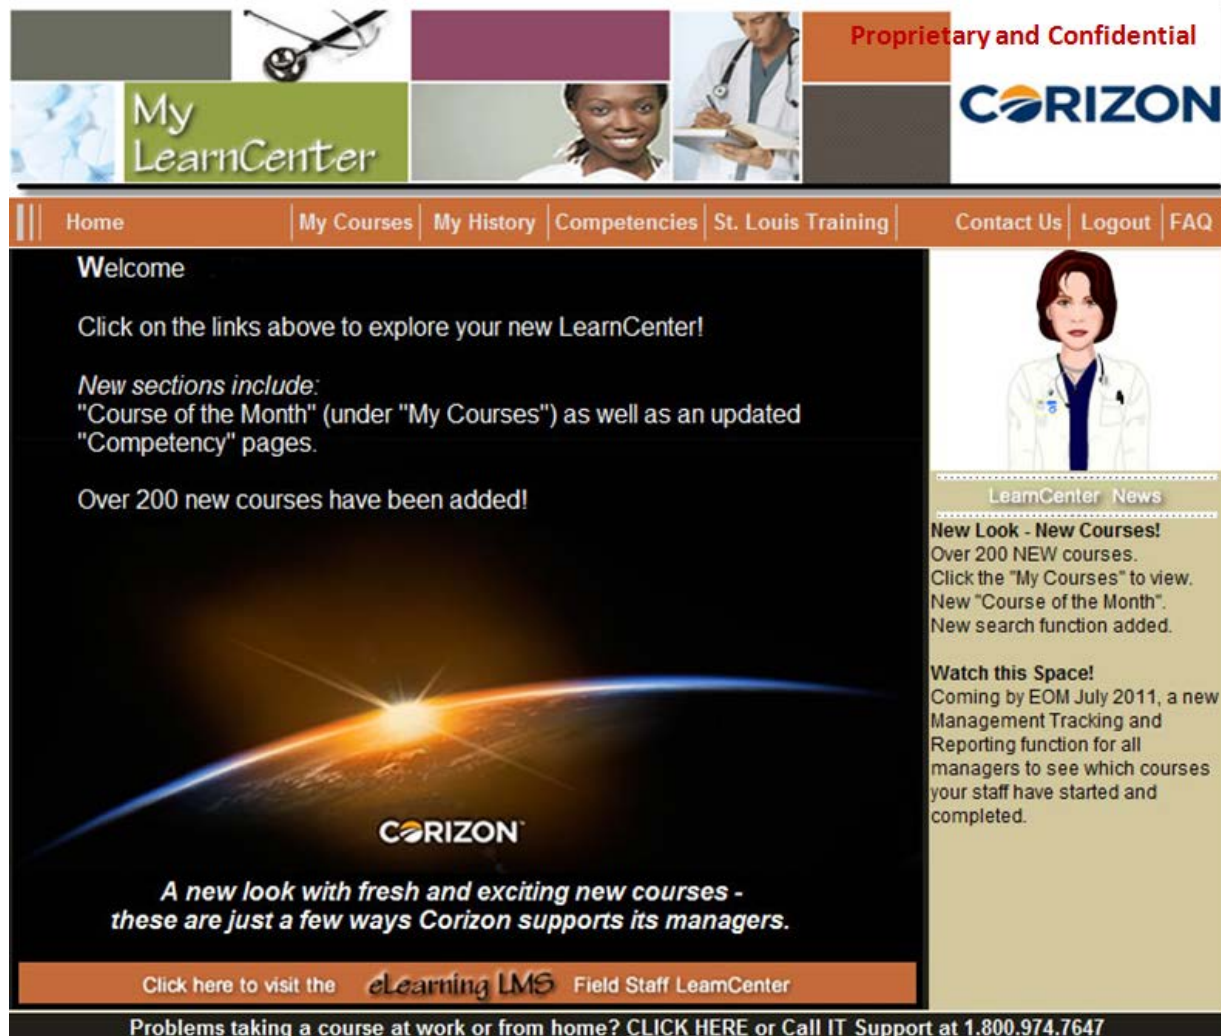 Proprietary and Confidential
CORIZON
My
LearnCenter
Home My Courses My History Competencies St. Louis Training Contact Us Logout FAQ
Welcome
Click on the links above to explore your new LearnCenter!
New sections include:
"Course of the Month" (under "My Courses") as well as an updated
"Competency" pages.
Over 200 new courses have been added!
CORIZON
A new look with fresh and exciting new courses -
these are just a few ways Corizon supports its managers.
Click here to visit the eLearning LMS Field Staff LearnCenter
LearnCenter News
New Look - New Courses!
Over 200 NEW courses.
Click the "My Courses" to view.
New "Course of the Month".
New search function added.
Watch this Space!
Coming by EOM July 2011, a new
Management Tracking and
Reporting function for all
managers to see which courses
your staff have started and
completed.
Problems taking a course at work or from home? CLICK HERE or Call IT Support at 1.800.974.7647